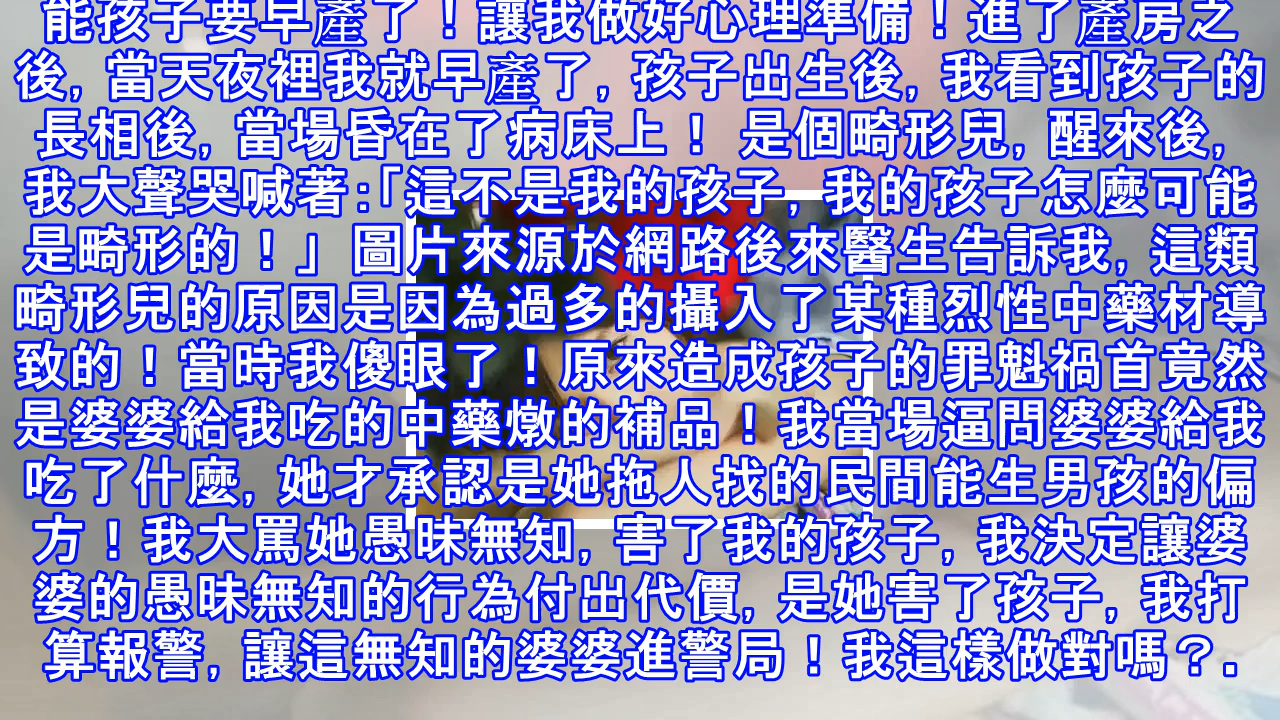 能孩子要早產了！讓我做好心理準備！進了產房之
後, 當天夜裡我就早產了, 孩子出生後, 我看到孩子的
長相後, 當場昏在了病床上！ 是個畸形兒, 醒來後,
我大聲哭喊著:「這不是我的孩子, 我的孩子怎麼可能
是畸形的！」圖片來源於網路後來醫生告訴我, 這類
畸形兒的原因是因為過多的攝入了某種烈性中藥材導
致的！當時我傻眼了！原來造成孩子的罪魁禍首竟然
是婆婆給我吃的中藥燉的補品！我當場逼問婆婆給我
吃了什麼, 她才承認是她拖人找的民間能生男孩的偏
方！我大罵她愚昧無知, 害了我的孩子, 我決定讓婆
婆的愚昧無知的行為付出代價, 是她害了孩子, 我打
算報警, 讓這無知的婆婆進警局！我這樣做對嗎？.